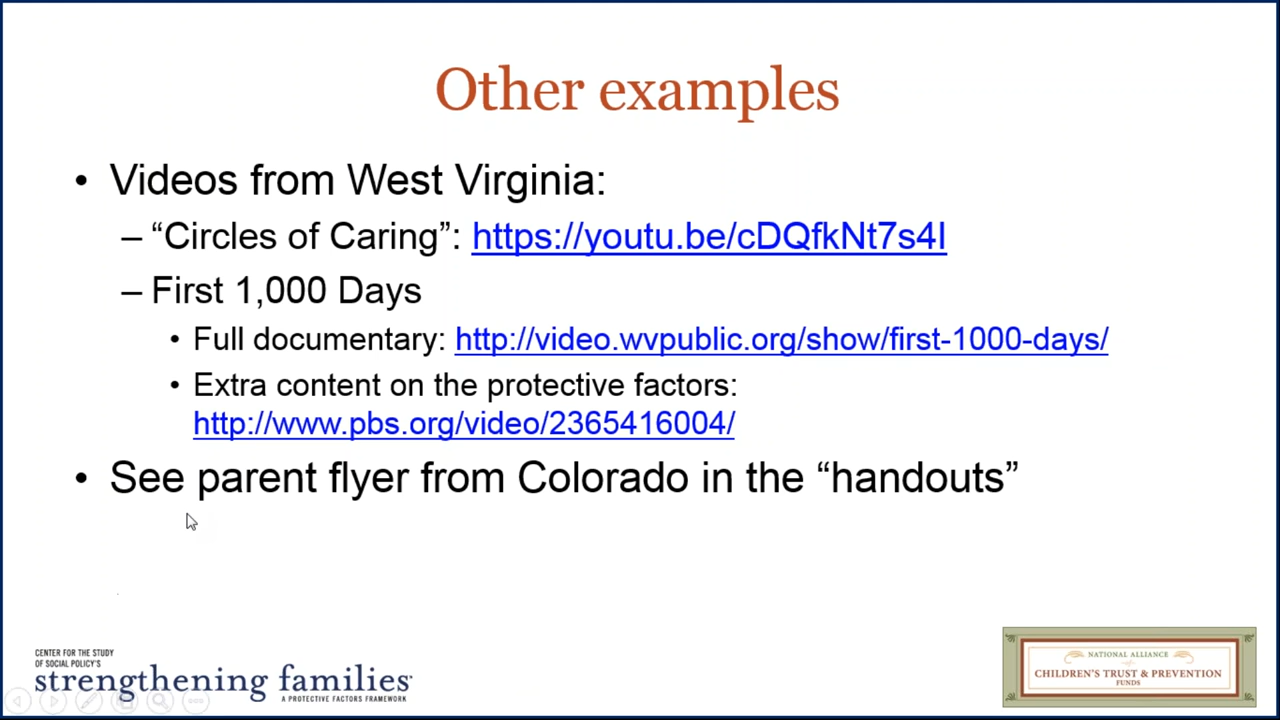 Other examples
• Videos from West Virginia:
– “Circles of Caring”: https://youtu.be/cDQfkNt7s4I
– First 1,000 Days
• Full documentary: http://video.wvpublic.org/show/first-1000-days/
• Extra content on the protective factors:
http://www.pbs.org/video/2365416004/
• See parent flyer from Colorado in the “handouts”
CENTER FOR THE STUDY
OF SOCIAL POLICY'S
strengthening families
A PROTECTIVE FACTORS FRAMEWORK
NATIONAL ALLIANCE
CHILDREN'S TRUST & PREVENTION
FUNDS